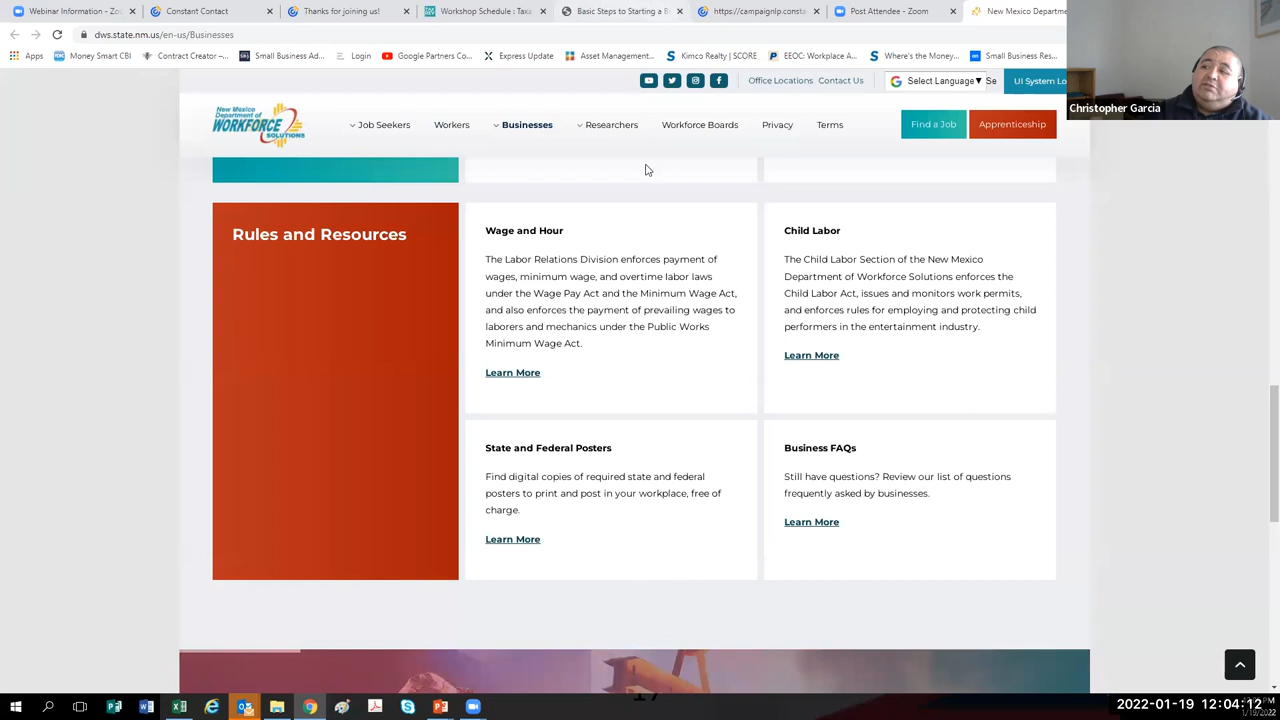 Webinar Information - Zo
Constant Contact
Thanks for joining us!
Workshop Schedule : Taxa
Basic Steps to Starting a B
https://campaignlp.consta
Post Attendee - Zoom
New Mexico Departme
dws.state.nm.us/en-us/Businesses
Apps
Money Smart CBI
Contract Creator –...
Small Business Ad...
Login
Google Partners Co...
Express Update
Asset Management...
Kimco Realty | SCORE
EEOC: Workplace A...
Where's the Money...
Small Business Res...
Office Locations
Contact Us
Select Language▼
Se
UI System Lo
Christopher Garcia
New Mexico
Department of
WORKFORCE
SOLUTIONS
Job Seekers
Workers
Businesses
Researchers
Workforce Boards
Privacy
Terms
Find a Job
Apprenticeship
Rules and Resources
Wage and Hour
The Labor Relations Division enforces payment of
wages, minimum wage, and overtime labor laws
under the Wage Pay Act and the Minimum Wage Act,
and also enforces the payment of prevailing wages to
laborers and mechanics under the Public Works
Minimum Wage Act.
Learn More
Child Labor
The Child Labor Section of the New Mexico
Department of Workforce Solutions enforces the
Child Labor Act, issues and monitors work permits,
and enforces rules for employing and protecting child
performers in the entertainment industry.
Learn More
State and Federal Posters
Find digital copies of required state and federal
posters to print and post in your workplace, free of
charge.
Learn More
Business FAQs
Still have questions? Review our list of questions
frequently asked by businesses.
Learn More
2022-01-19 12:04:12